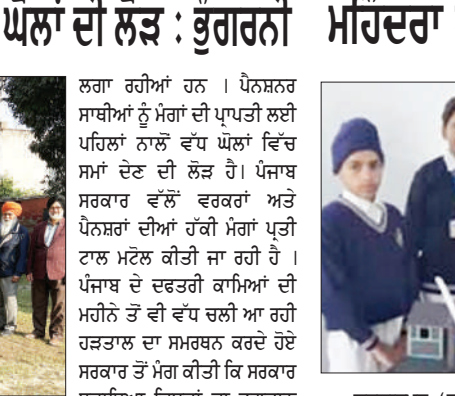 ਘੋਲਾਂ ਦੀ ਲੋੜ : ਭੁੰਗਰਨੀ
ਲਗਾ ਰਹੀਆਂ ਹਨ । ਪੈਨਸ਼ਨਰ
ਸਾਥੀਆਂ ਨੂੰ ਮੰਗਾਂ ਦੀ ਪ੍ਰਾਪਤੀ ਲਈ
ਪਹਿਲਾਂ ਨਾਲੋਂ ਵੱਧ ਘੋਲਾਂ ਵਿੱਚ
ਸਮਾਂ ਦੇਣ ਦੀ ਲੋੜ ਹੈ। ਪੰਜਾਬ
ਸਰਕਾਰ ਵੱਲੋਂ ਵਰਕਰਾਂ ਅਤੇ
ਪੈਨਸ਼ਰਾਂ ਦੀਆਂ ਹੱਕੀ ਮੰਗਾਂ ਪ੍ਰਤੀ
ਟਾਲ ਮਟੋਲ ਕੀਤੀ ਜਾ ਰਹੀ ਹੈ ।
ਪੰਜਾਬ ਦੇ ਦਫਤਰੀ ਕਾਮਿਆਂ ਦੀ
ਮਹੀਨੇ ਤੋਂ ਵੀ ਵੱਧ ਚਲੀ ਆ ਰਹੀ
ਹੜਤਾਲ ਦਾ ਸਮਰਥਨ ਕਰਦੇ ਹੋਏ
ਸਰਕਾਰ ਤੋਂ ਮੰਗ ਕੀਤੀ ਕਿ ਸਰਕਾਰ
ਮਹਿੰਦਰਾ